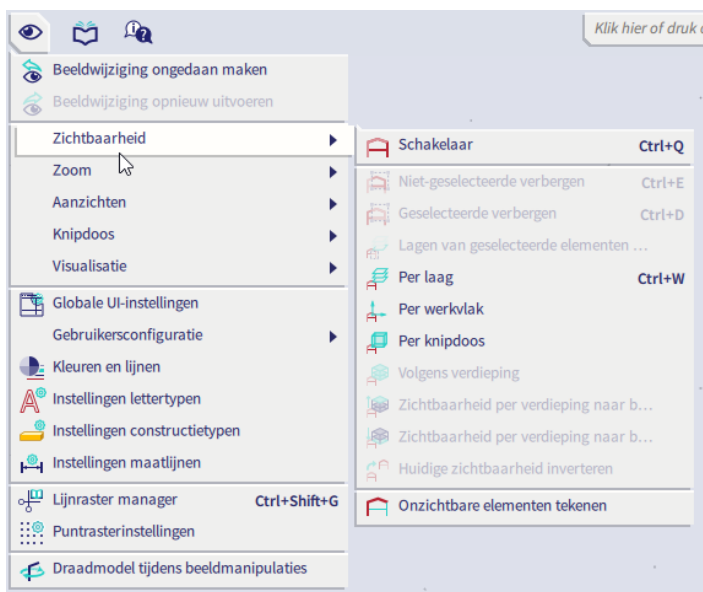 Klik hier of druk
Beeldwijziging ongedaan maken
Beeldwijziging opnieuw uitvoeren
Zichtbaarheid
Zoom
Aanzichten
Knipdoos
Visualisatie
Globale UI-instellingen
Gebruikersconfiguratie
Kleuren en lijnen
Instellingen lettertypen
Instellingen constructietypen
Instellingen maatlijnen
Lijnraster manager Ctrl+Shift+G
Puntrasterinstellingen
Draadmodel tijdens beeldmanipulaties
Schakelaar Ctrl+Q
Niet-geselecteerde verbergen Ctrl+E
Geselecteerde verbergen Ctrl+D
Lagen van geselecteerde elementen ...
Per laag Ctrl+W
Per werkvlak
Per knipdoos
Volgens verdieping
Zichtbaarheid per verdieping naar b...
Zichtbaarheid per verdieping naar b...
Huidige zichtbaarheid inverteren
Onzichtbare elementen tekenen